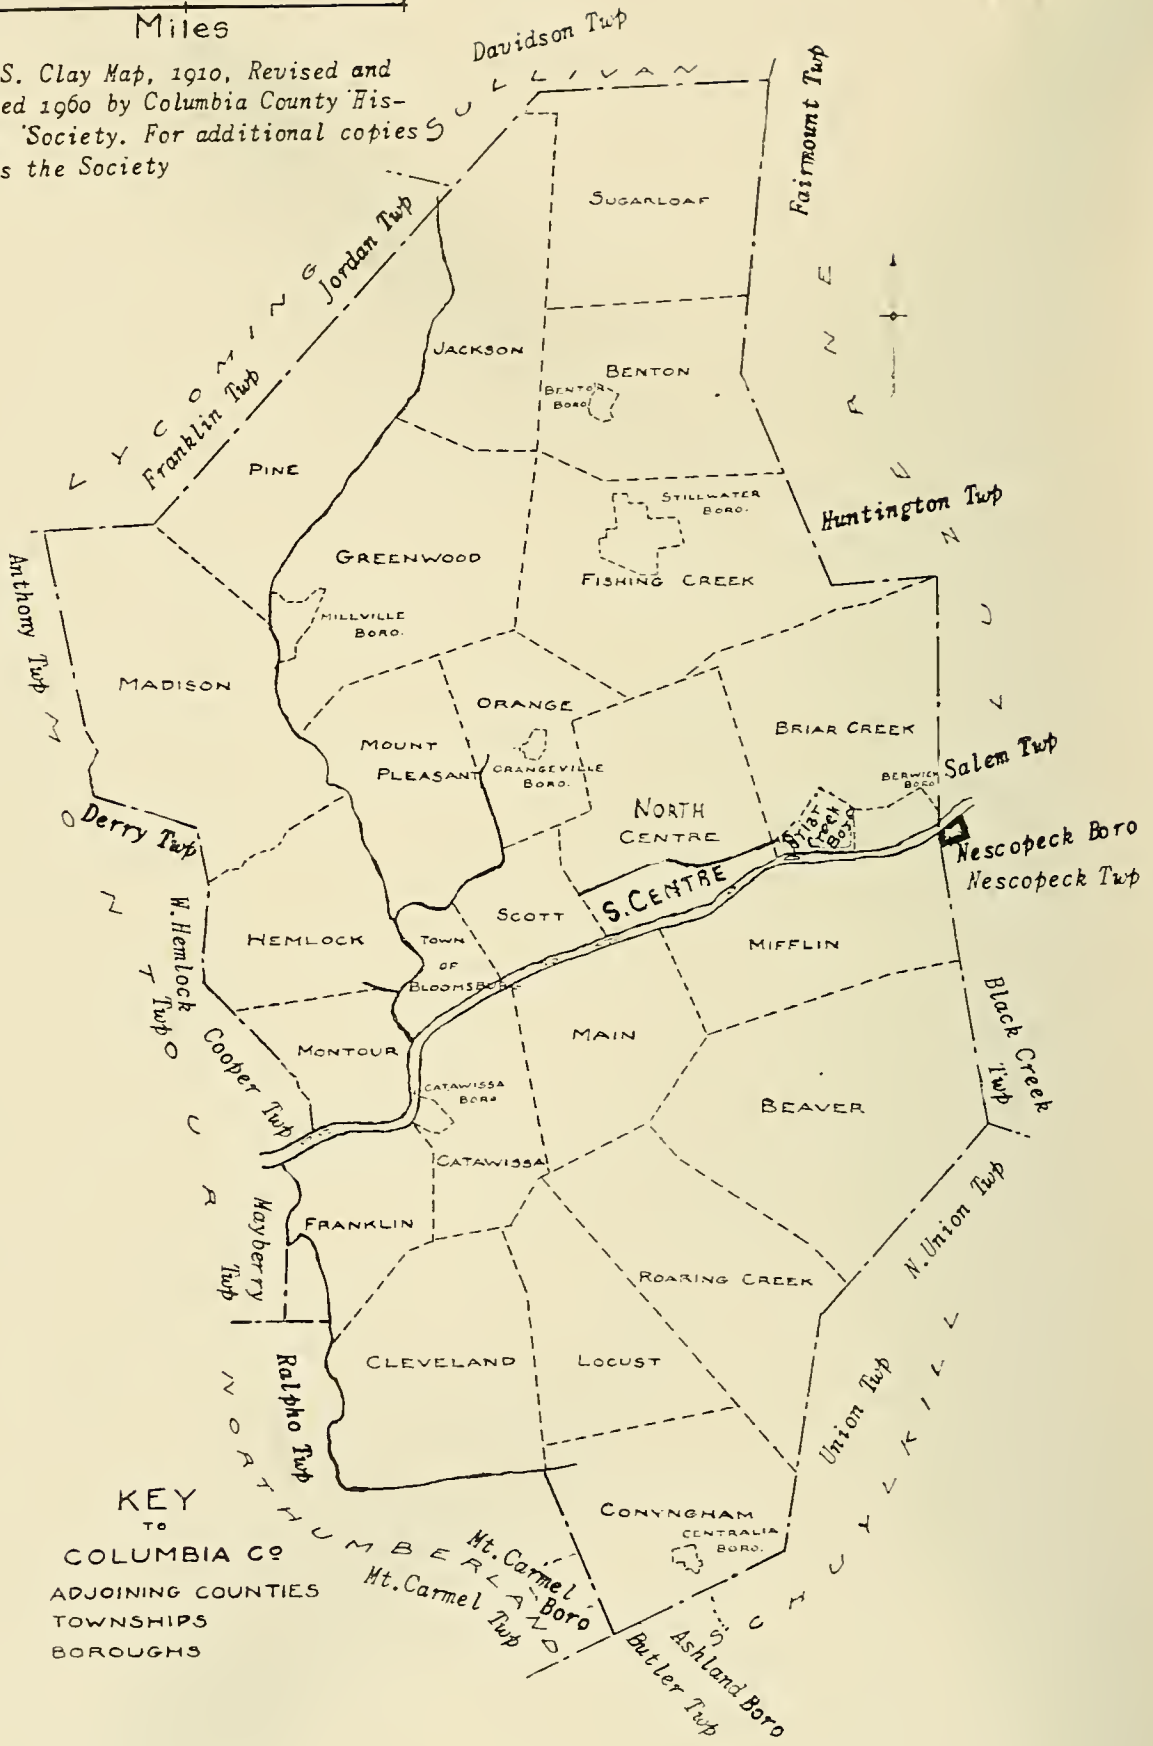 Miles
S. Clay Map, 1910, Revised and
ed 1960 by Columbia County His-
Society. For additional copies
s the Society
Davidson Twp
SULLIVAN
Fairmount Twp
SUGARLOAF
Jordan Twp
LYCOMING
Franklin Twp
JACKSON
BENTON
BENTON
BORO.
LUZERNE
PINE
STILLWATER
BORO.
Huntington Twp
GREENWOOD
FISHING CREEK
Anthony Twp
MILLVILLE
BORO.
MADISON
ORANGE
MOUNT
PLEASANT
ORANGEVILLE
BORO.
BRIAR CREEK
BERWICK
BORO.
Salem Twp
MONTOUR
Derry Twp
NORTH
CENTRE
Briar
Creek
Boro
Nescopeck Boro
Nescopeck Twp
W. Hemlock
Twp
S. CENTRE
SCOTT
HEMLOCK
TOWN
OF
BLOOMSBURG
MIFFLIN
Black Creek
Twp
MAIN
Cooper Twp
MONTOUR
CATAWISSA
BORO
BEAVER
CATAWISSA
Mayberry
Twp
FRANKLIN
N. Union Twp
ROARING CREEK
CLEVELAND
LOCUST
Ralpho Twp
Union Twp
SCHUYLKILL
NORTHUMBERLAND
CONYNGHAM
CENTRALIA
BORO.
Mt. Carmel
Boro
Mt. Carmel Twp
Ashland Boro
Butler Twp
KEY
TO
COLUMBIA CO
ADJOINING COUNTIES
TOWNSHIPS
BOROUGHS